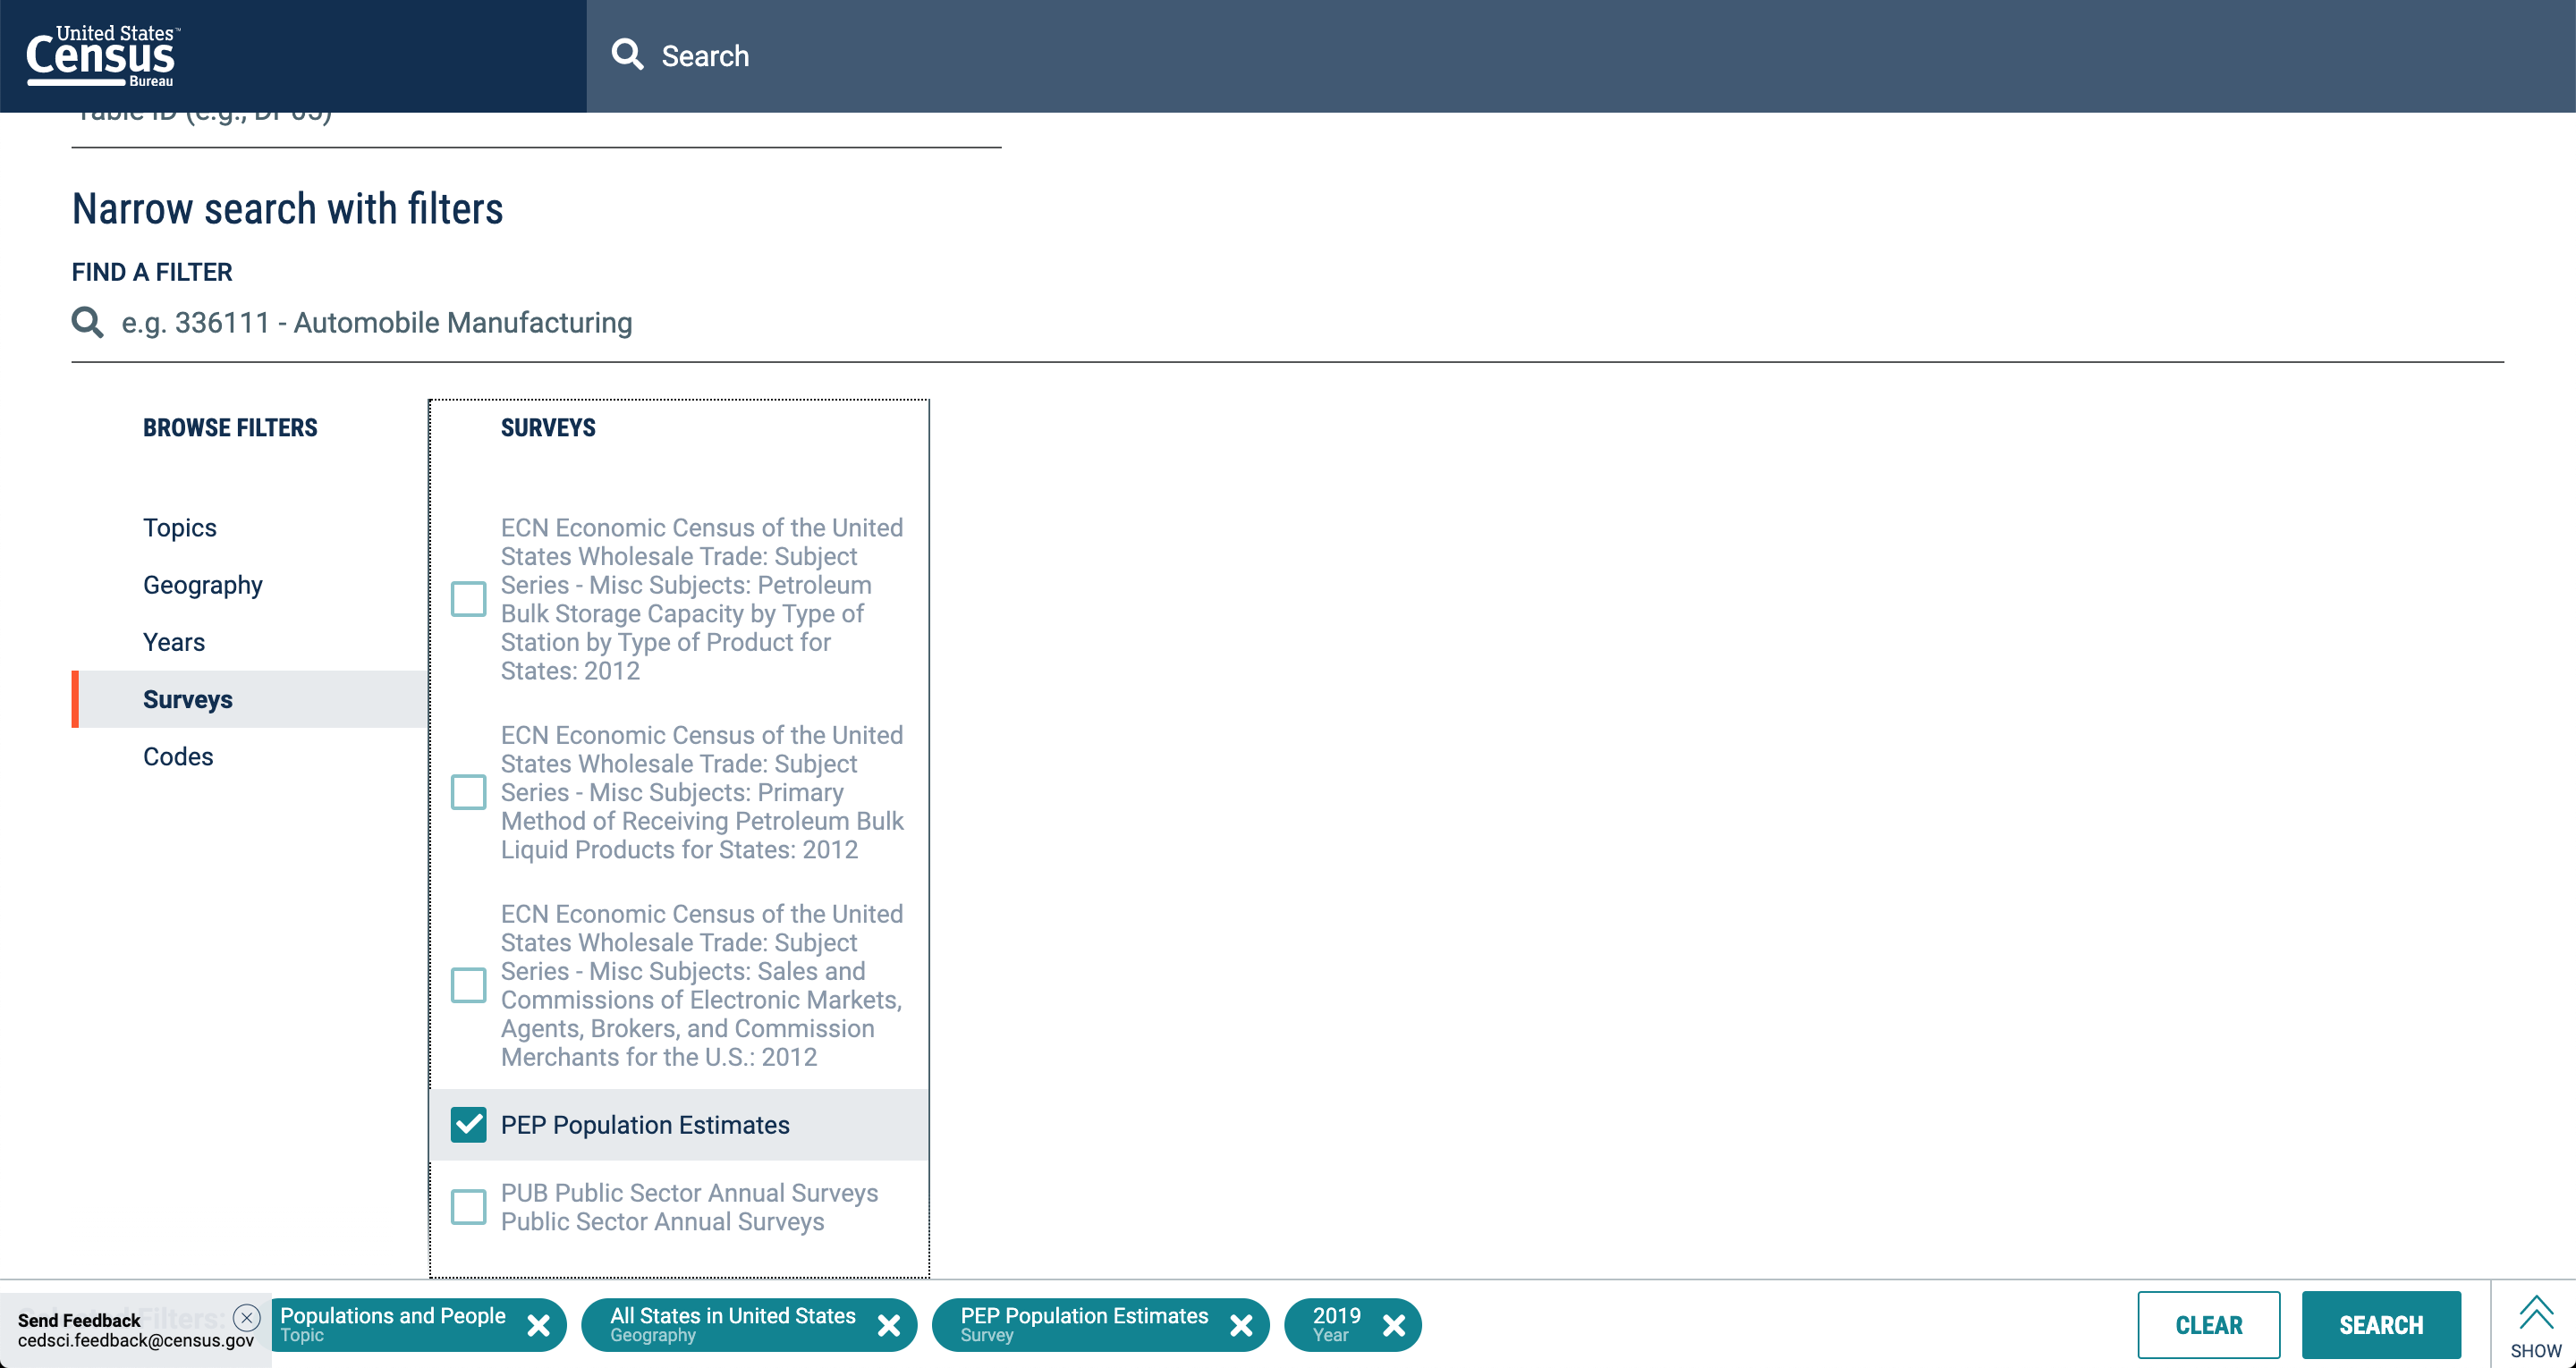 United States™
Census
Bureau
Search
Table ID (e.g., DP05)
Narrow search with filters
FIND A FILTER
e.g. 336111 - Automobile Manufacturing
BROWSE FILTERS
Topics
Geography
Years
Surveys
Codes
SURVEYS
ECN Economic Census of the United
States Wholesale Trade: Subject
Series - Misc Subjects: Petroleum
Bulk Storage Capacity by Type of
Station by Type of Product for
States: 2012
ECN Economic Census of the United
States Wholesale Trade: Subject
Series - Misc Subjects: Primary
Method of Receiving Petroleum Bulk
Liquid Products for States: 2012
ECN Economic Census of the United
States Wholesale Trade: Subject
Series - Misc Subjects: Sales and
Commissions of Electronic Markets,
Agents, Brokers, and Commission
Merchants for the U.S.: 2012
PEP Population Estimates
PUB Public Sector Annual Surveys
Public Sector Annual Surveys
Filters:
Send Feedback
cedsci.feedback@census.gov
Populations and People
Topic
All States in United States
Geography
PEP Population Estimates
Survey
2019
Year
CLEAR
SEARCH
SHOW